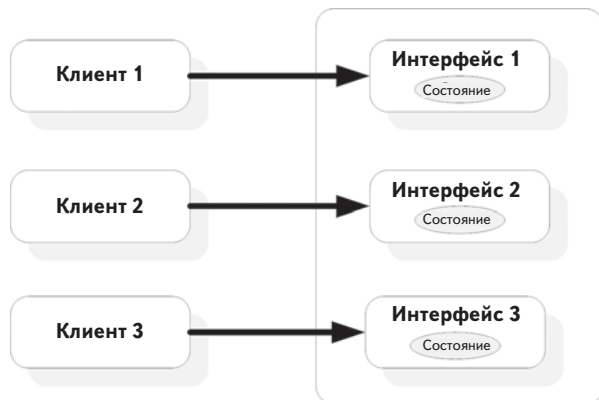 Клиент 1
Интерфейс 1
Состояние
Клиент 2
Интерфейс 2
Состояние
Клиент 3
Интерфейс 3
Состояние